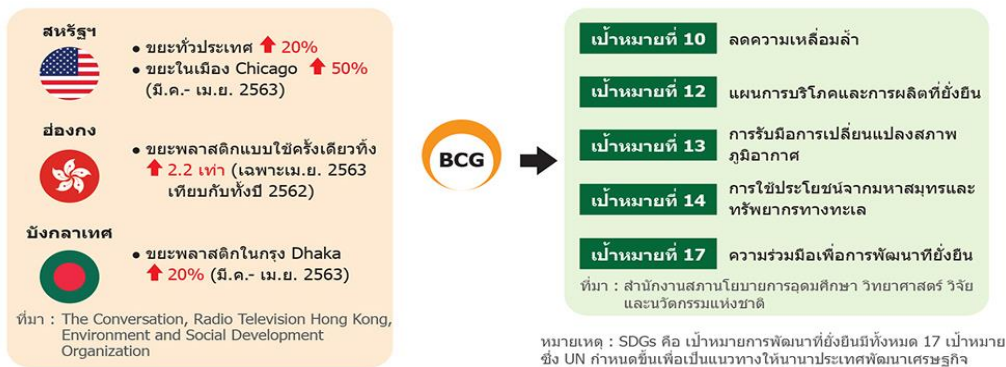 สหรัฐฯ
• ขยะทั่วประเทศ ↑ 20%
• ขยะในเมือง Chicago ↑ 50%
(มี.ค.- เม.ย. 2563)
ฮ่องกง
• ขยะพลาสติกแบบใช้ครั้งเดียวทิ้ง
↑ 2.2 เท่า (เฉพาะเม.ย. 2563
เทียบกับทั้งปี 2562)
บังกลาเทศ
• ขยะพลาสติกในกรุง Dhaka
↑ 20% (มี.ค.- เม.ย. 2563)
ที่มา : The Conversation, Radio Television Hong Kong,
Environment and Social Development
Organization
BCG
เป้าหมายที่ 10 ลดความเหลื่อมล้ำ
เป้าหมายที่ 12 แผนการบริโภคและการผลิตที่ยั่งยืน
เป้าหมายที่ 13 การรับมือการเปลี่ยนแปลงสภาพ
ภูมิอากาศ
เป้าหมายที่ 14 การใช้ประโยชน์จากมหาสมุทรและ
ทรัพยากรทางทะเล
เป้าหมายที่ 17 ความร่วมมือเพื่อการพัฒนาที่ยั่งยืน
ที่มา : สำนักงานสภานโยบายการอุดมศึกษา วิทยาศาสตร์ วิจัย
และนวัตกรรมแห่งชาติ
หมายเหตุ : SDGs คือ เป้าหมายการพัฒนาที่ยั่งยืนมีทั้งหมด 17 เป้าหมาย
ซึ่ง UN กำหนดขึ้นเพื่อเป็นแนวทางให้นานาประเทศพัฒนาเศรษฐกิจ